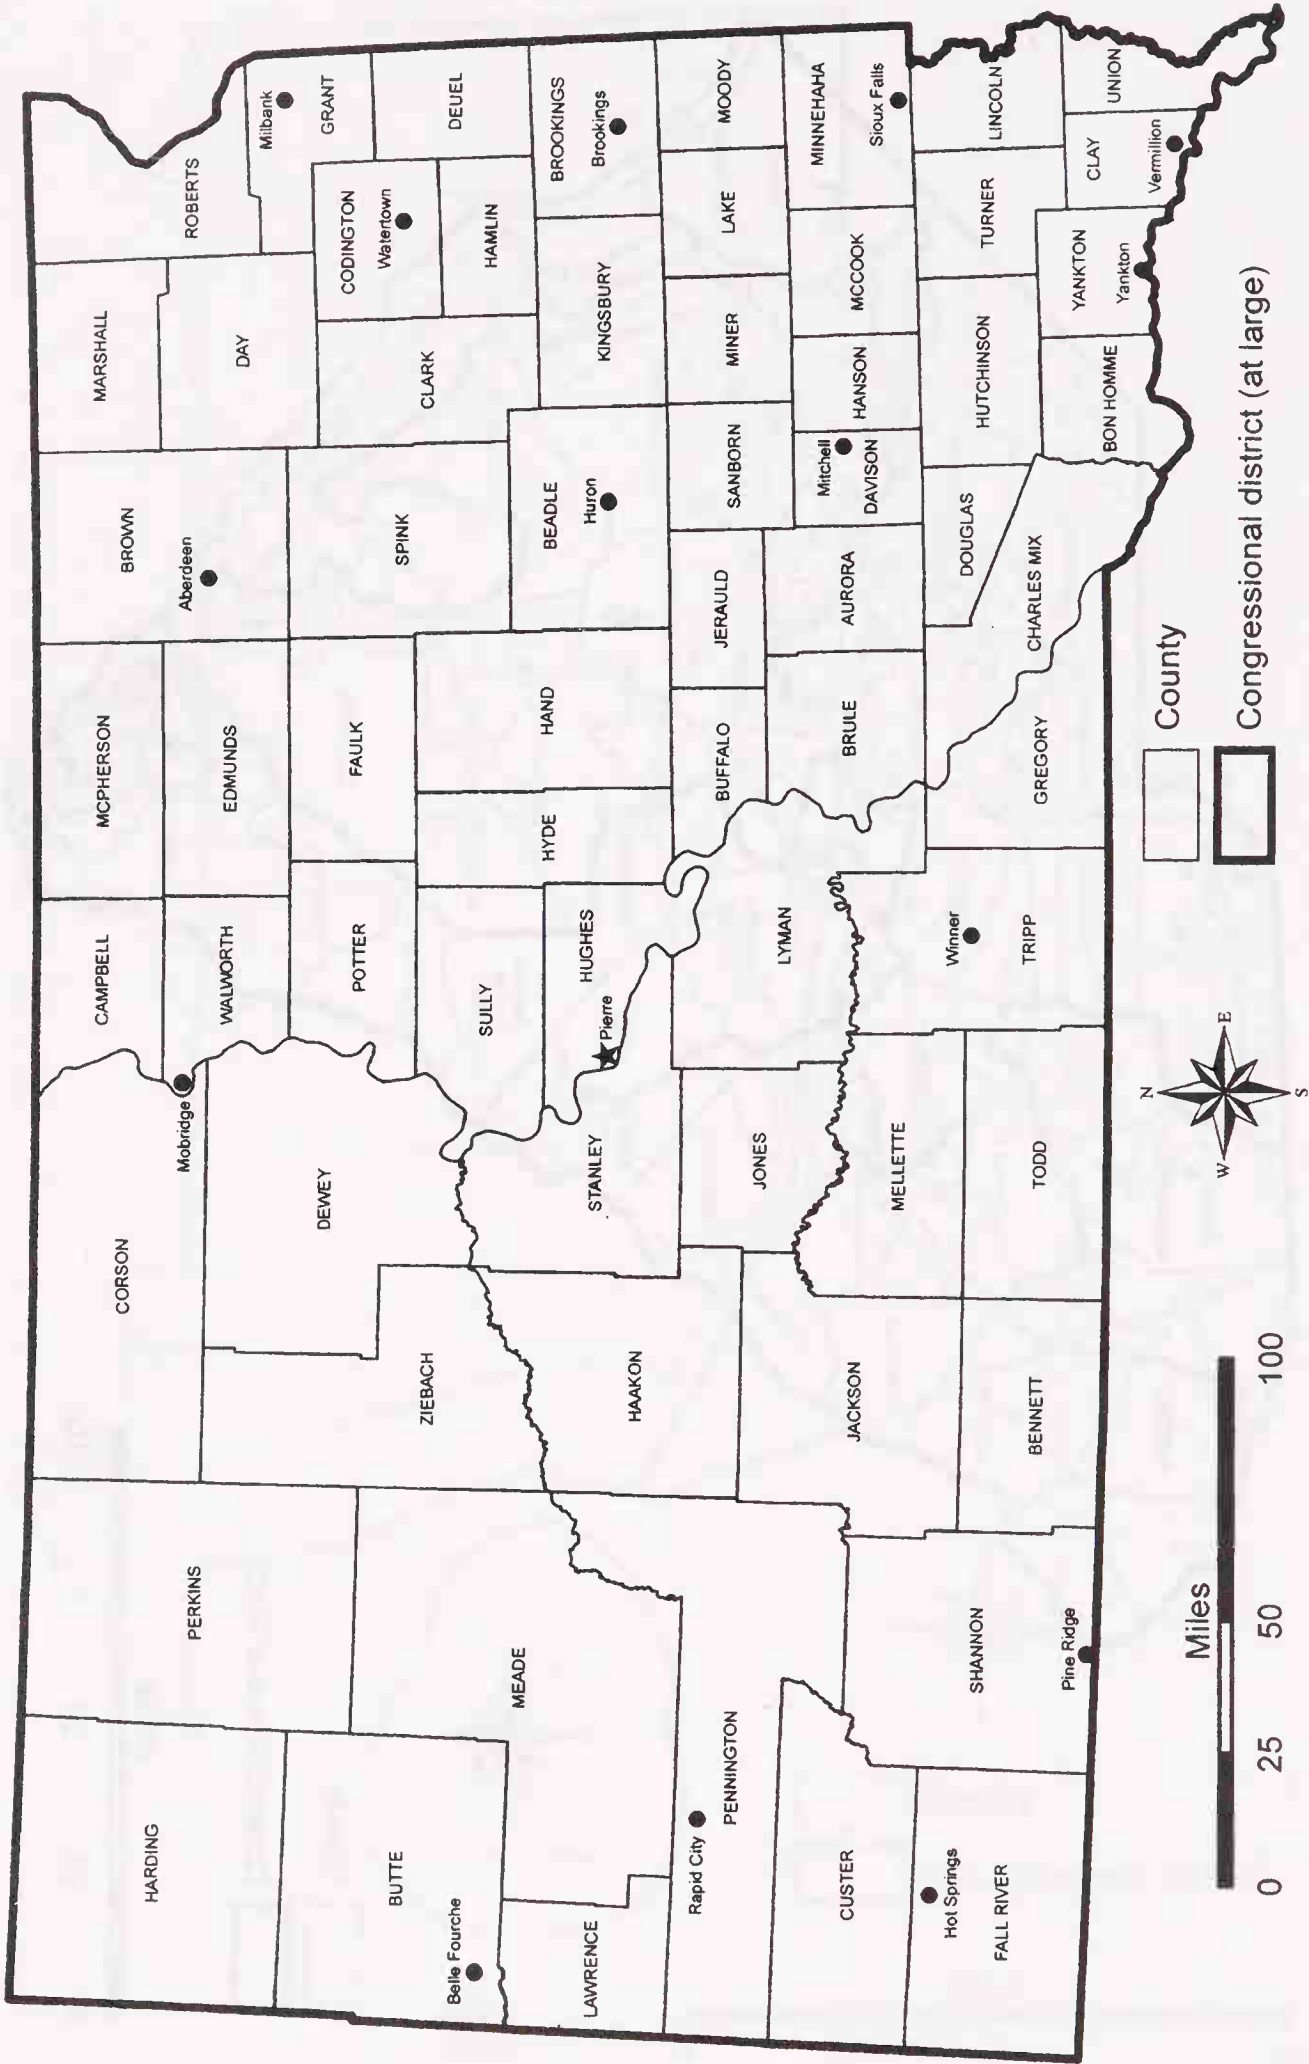 HARDING
PERKINS
CORSON
CAMPBELL
MCPHERSON
BROWN
MARSHALL
ROBERTS
Mobridge
WALWORTH
EDMUNDS
Aberdeen
DAY
Milbank
GRANT
BUTTE
Belle Fourche
MEADE
ZIEBACH
DEWEY
POTTER
FAULK
SPINK
CLARK
CODINGTON
Watertown
DEUEL
HAMLIN
LAWRENCE
HAAKON
STANLEY
SULLY
HUGHES
Pierre
HYDE
HAND
BEADLE
Huron
KINGSBURY
BROOKINGS
Brookings
Rapid City
PENNINGTON
JONES
LYMAN
BUFFALO
JERAULD
SANBORN
MINER
LAKE
MOODY
CUSTER
JACKSON
MELLETTE
BRULE
AURORA
Mitchell
DAVISON
HANSON
MCCOOK
MINNEHAHA
Sioux Falls
Hot Springs
FALL RIVER
SHANNON
Pine Ridge
BENNETT
TODD
Winner
TRIPP
GREGORY
CHARLES MIX
DOUGLAS
HUTCHINSON
TURNER
LINCOLN
BON HOMME
YANKTON
Yankton
CLAY
Vermillion
UNION
Miles
0 25 50 100
N
W E
S
County
Congressional district (at large)